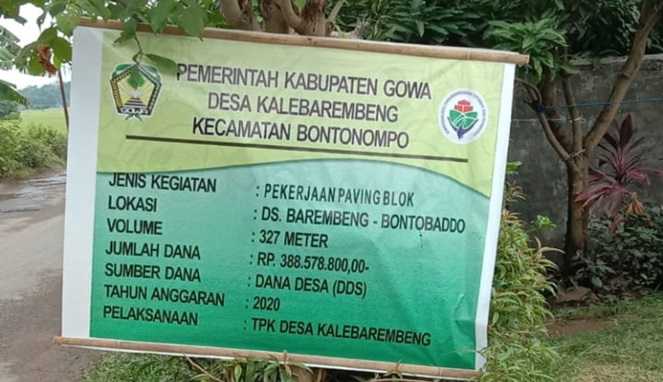 PEMERINTAH KABUPATEN GOWA
DESA KALEBAREMBENG
KECAMATAN BONTONOMPO
JENIS KEGIATAN : PEKERJAAN PAVING BLOK
LOKASI : DS. BAREMBENG - BONTOBADDO
VOLUME : 327 METER
JUMLAH DANA : RP. 388.578.800,00-
SUMBER DANA : DANA DESA (DDS)
TAHUN ANGGARAN : 2020
PELAKSANAAN : TPK DESA KALEBAREMBENG